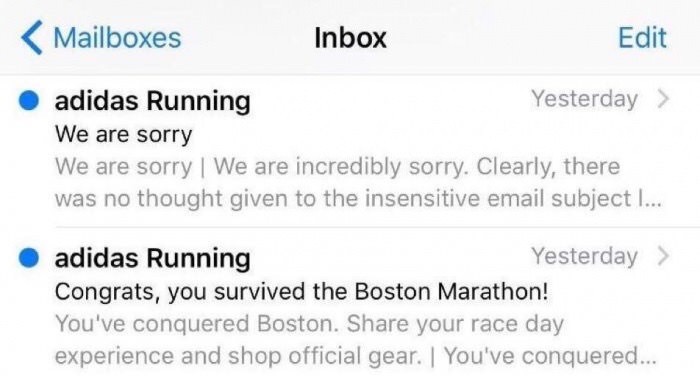 Mailboxes Inbox Edit
adidas Running Yesterday
We are sorry
We are sorry | We are incredibly sorry. Clearly, there
was no thought given to the insensitive email subject l...
adidas Running Yesterday
Congrats, you survived the Boston Marathon!
You've conquered Boston. Share your race day
experience and shop official gear. | You've conquered...